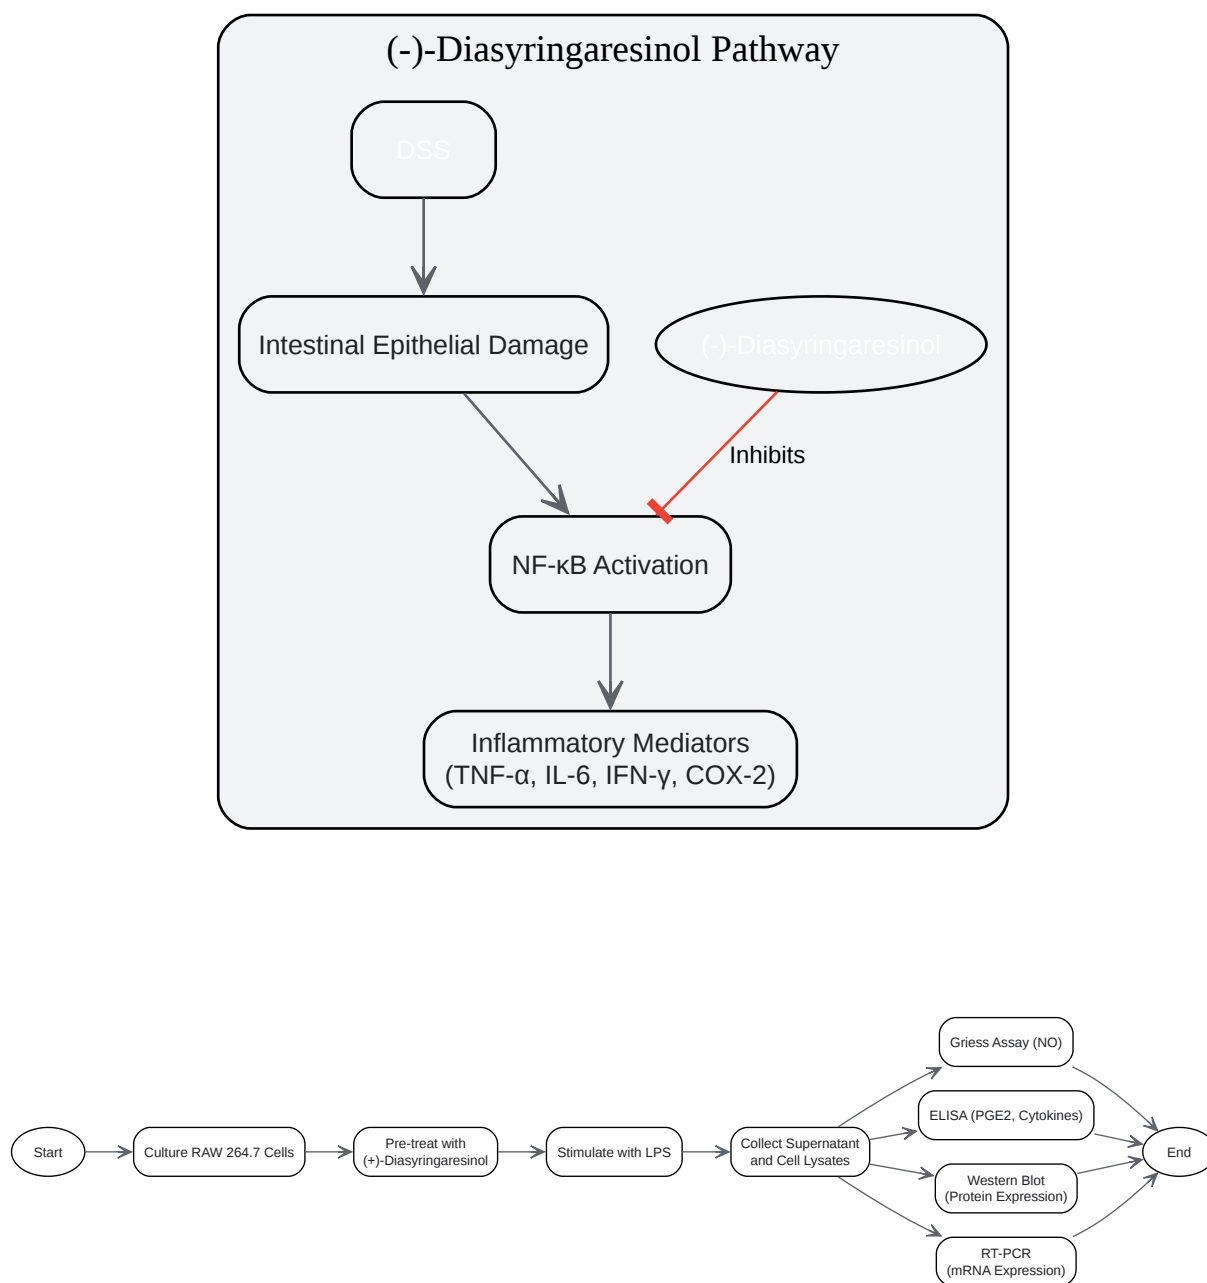 (-)-Diasyringaresinol Pathway
DSS
Intestinal Epithelial Damage
(-)-Diasyringaresinol
Inhibits
NF-κB Activation
Inflammatory Mediators
(TNF-α, IL-6, IFN-γ, COX-2)
Start
Culture RAW 264.7 Cells
Pre-treat with
(+)-Diasyringaresinol
Stimulate with LPS
Collect Supernatant
and Cell Lysates
Griess Assay (NO)
ELISA (PGE2, Cytokines)
Western Blot
(Protein Expression)
RT-PCR
(mRNA Expression)
End